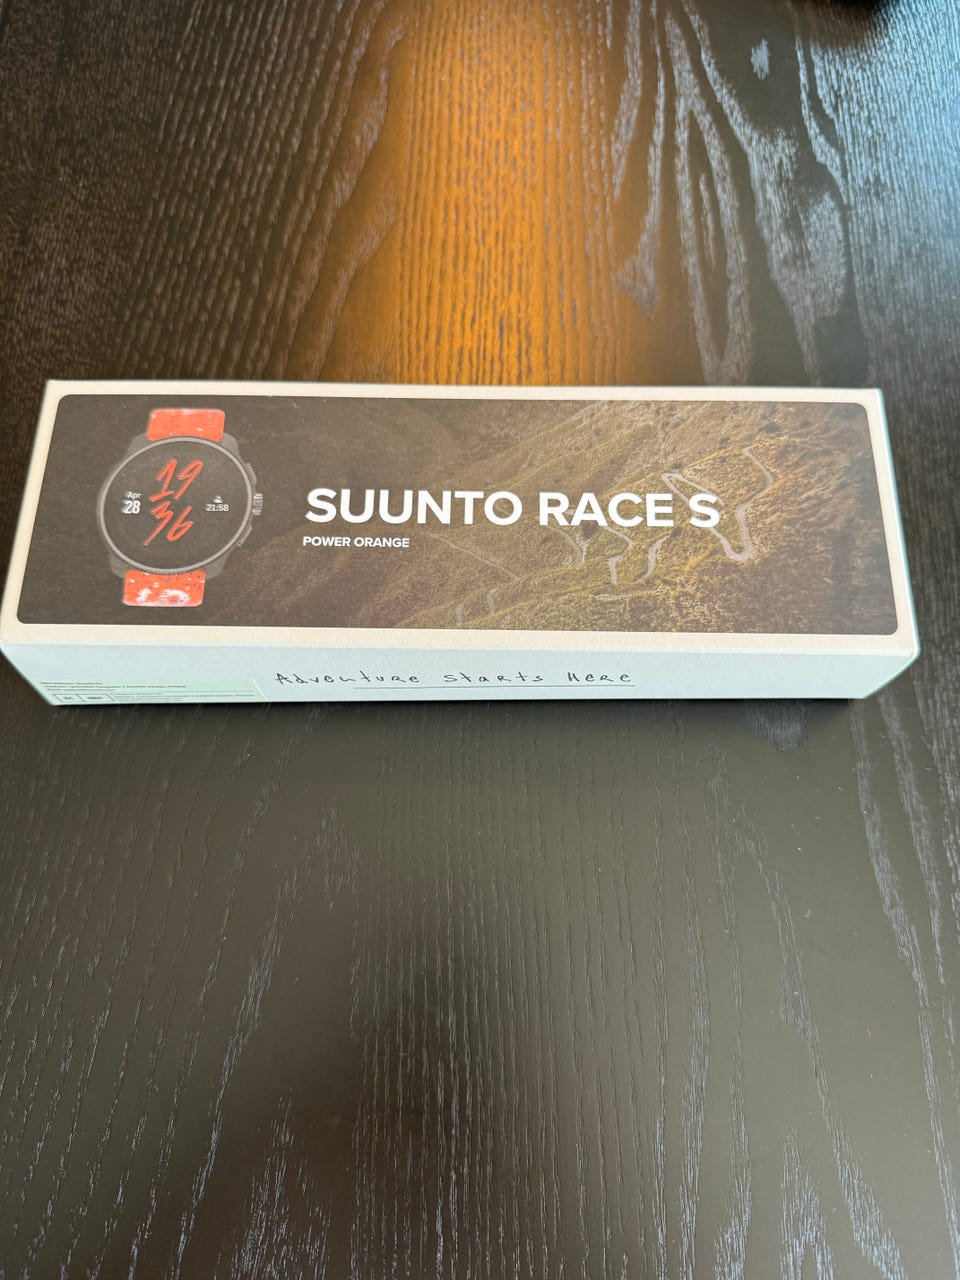 19
Apr
28
21:58
36
SUUNTO RACE S
POWER ORANGE
Adventure Starts Here